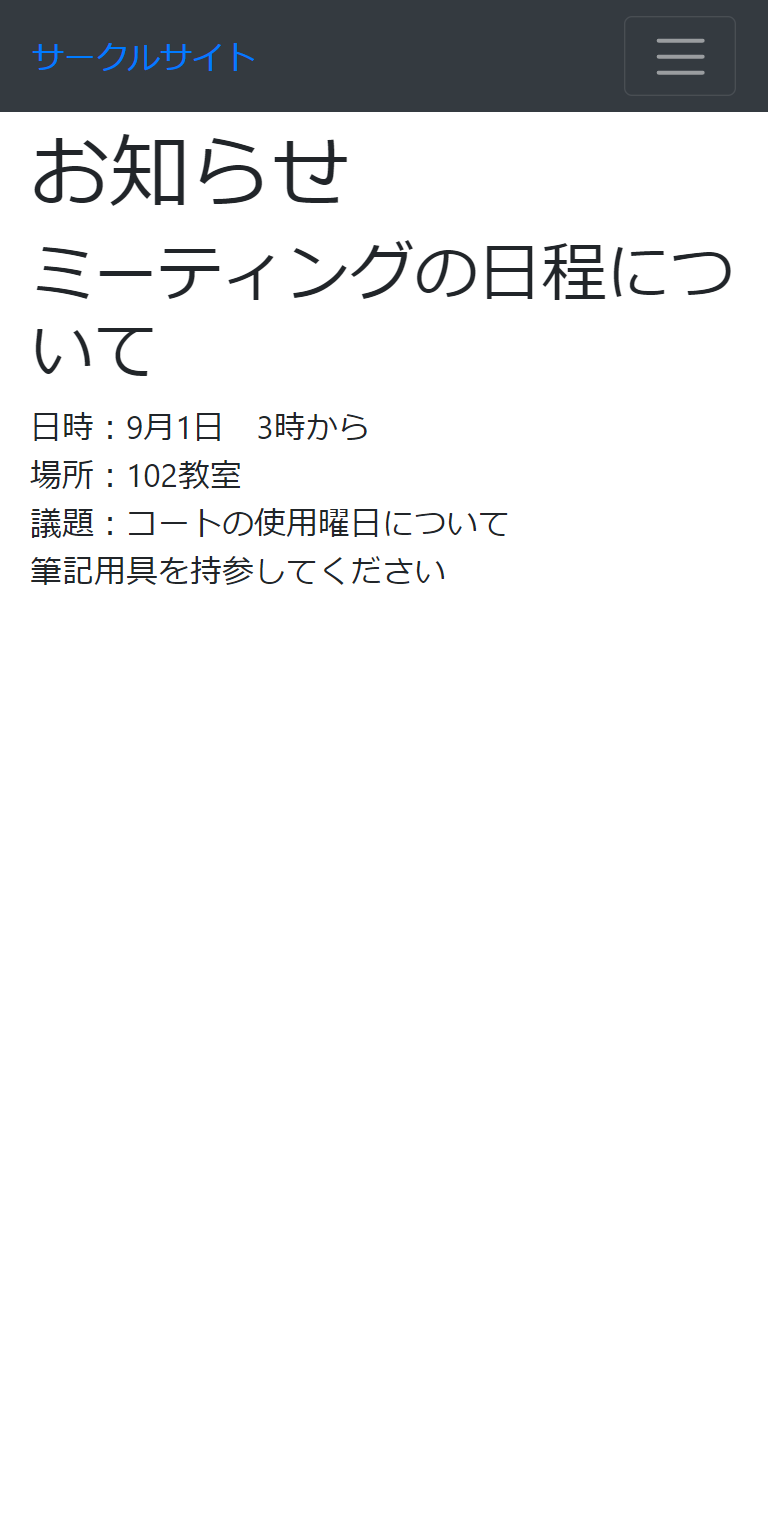 サークルサイト
お知らせ
ミーティングの日程につ
いて
日時：9月1日　3時から
場所：102教室
議題：コートの使用曜日について
筆記用具を持参してください